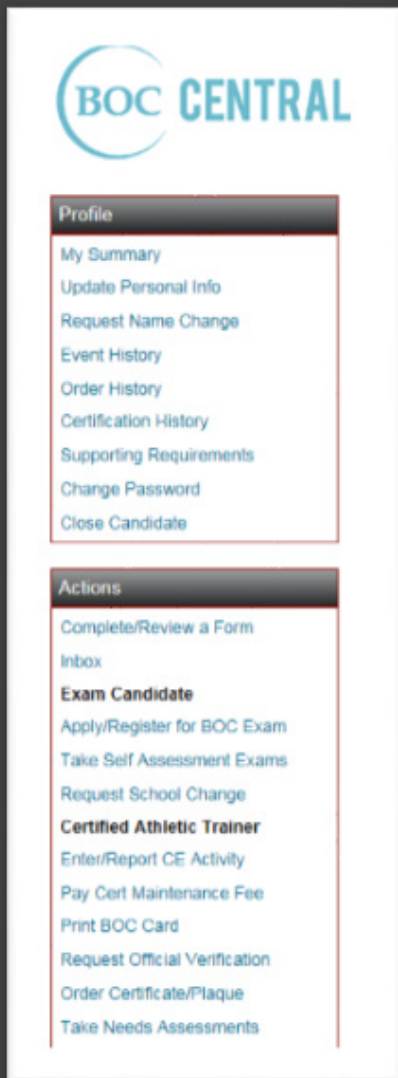 BOC CENTRAL
Profile
My Summary
Update Personal Info
Request Name Change
Event History
Order History
Certification History
Supporting Requirements
Change Password
Close Candidate
Actions
Complete/Review a Form
Inbox
Exam Candidate
Apply/Register for BOC Exam
Take Self Assessment Exams
Request School Change
Certified Athletic Trainer
Enter/Report CE Activity
Pay Cert Maintenance Fee
Print BOC Card
Request Official Verification
Order Certificate/Plaque
Take Needs Assessments